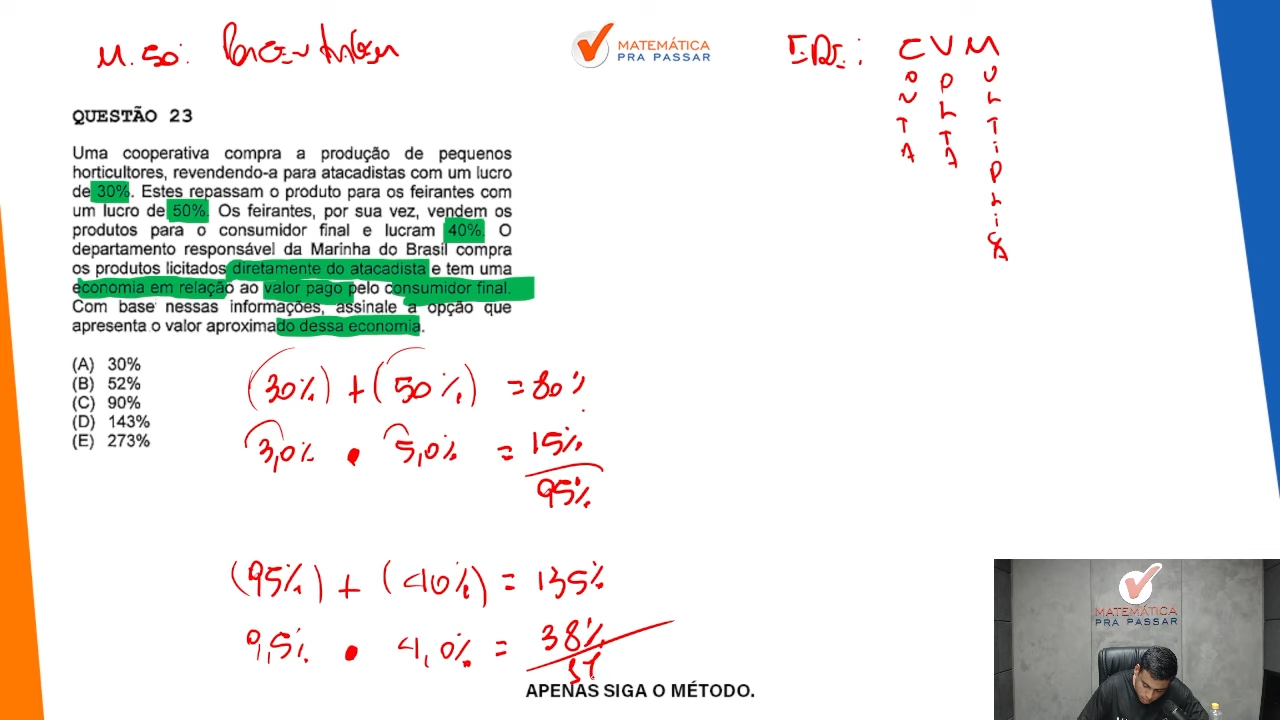 M. SO:
MATEMÁTICA
PRA PASSAR
C V M
CONTA
VOLTA
MULTIPLICA
QUESTÃO 23
Uma cooperativa compra a produção de pequenos
horticultores, revendendo-a para atacadistas com um lucro
de 30%. Estes repassam o produto para os feirantes com
um lucro de 50%. Os feirantes, por sua vez, vendem os
produtos para o consumidor final e lucram 40%. O
departamento responsável da Marinha do Brasil compra
os produtos licitados diretamente do atacadista e tem uma
economia em relação ao valor pago pelo consumidor final.
Com base nessas informações, assinale a opção que
apresenta o valor aproximado dessa economia.
(A) 30%
(B) 52%
(C) 90%
(D) 143%
(E) 273%
(30%) + (50%) = 80%
3,0% • 5,0% = 15%
95%
(95%) + (40%) = 135%
9,5% • 4,0% = 38%
MATEMÁTICA
PRA PASSAR
APENAS SIGA O MÉTODO.